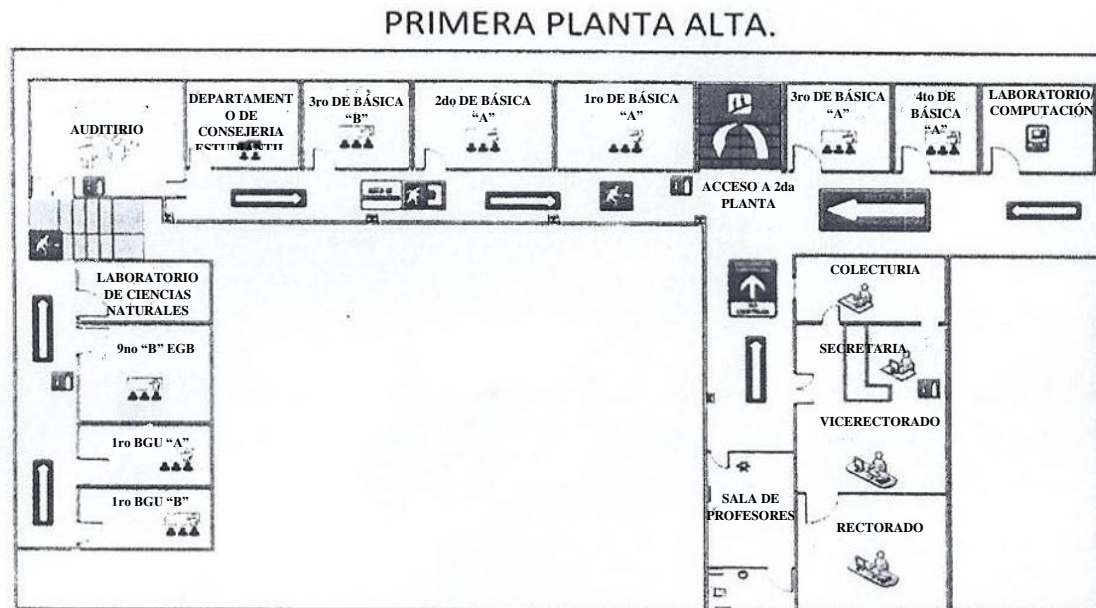 PRIMERA PLANTA ALTA.
AUDITIRIO
DEPARTAMENT
O DE
CONSEJERIA
ESTUDIANTIL
3ro DE BÁSICA
“B”
2do DE BÁSICA
“A”
1ro DE BÁSICA
“A”
3ro DE BÁSICA
“A”
4to DE
BÁSICA
“A”
LABORATORIO/
COMPUTACIÓN
ACCESO A 2da
PLANTA
LABORATORIO
DE CIENCIAS
NATURALES
9no “B” EGB
1ro BGU “A”
1ro BGU “B”
COLECTURIA
SECRETARIA
VICERECTORADO
SALA DE
PROFESORES
RECTORADO